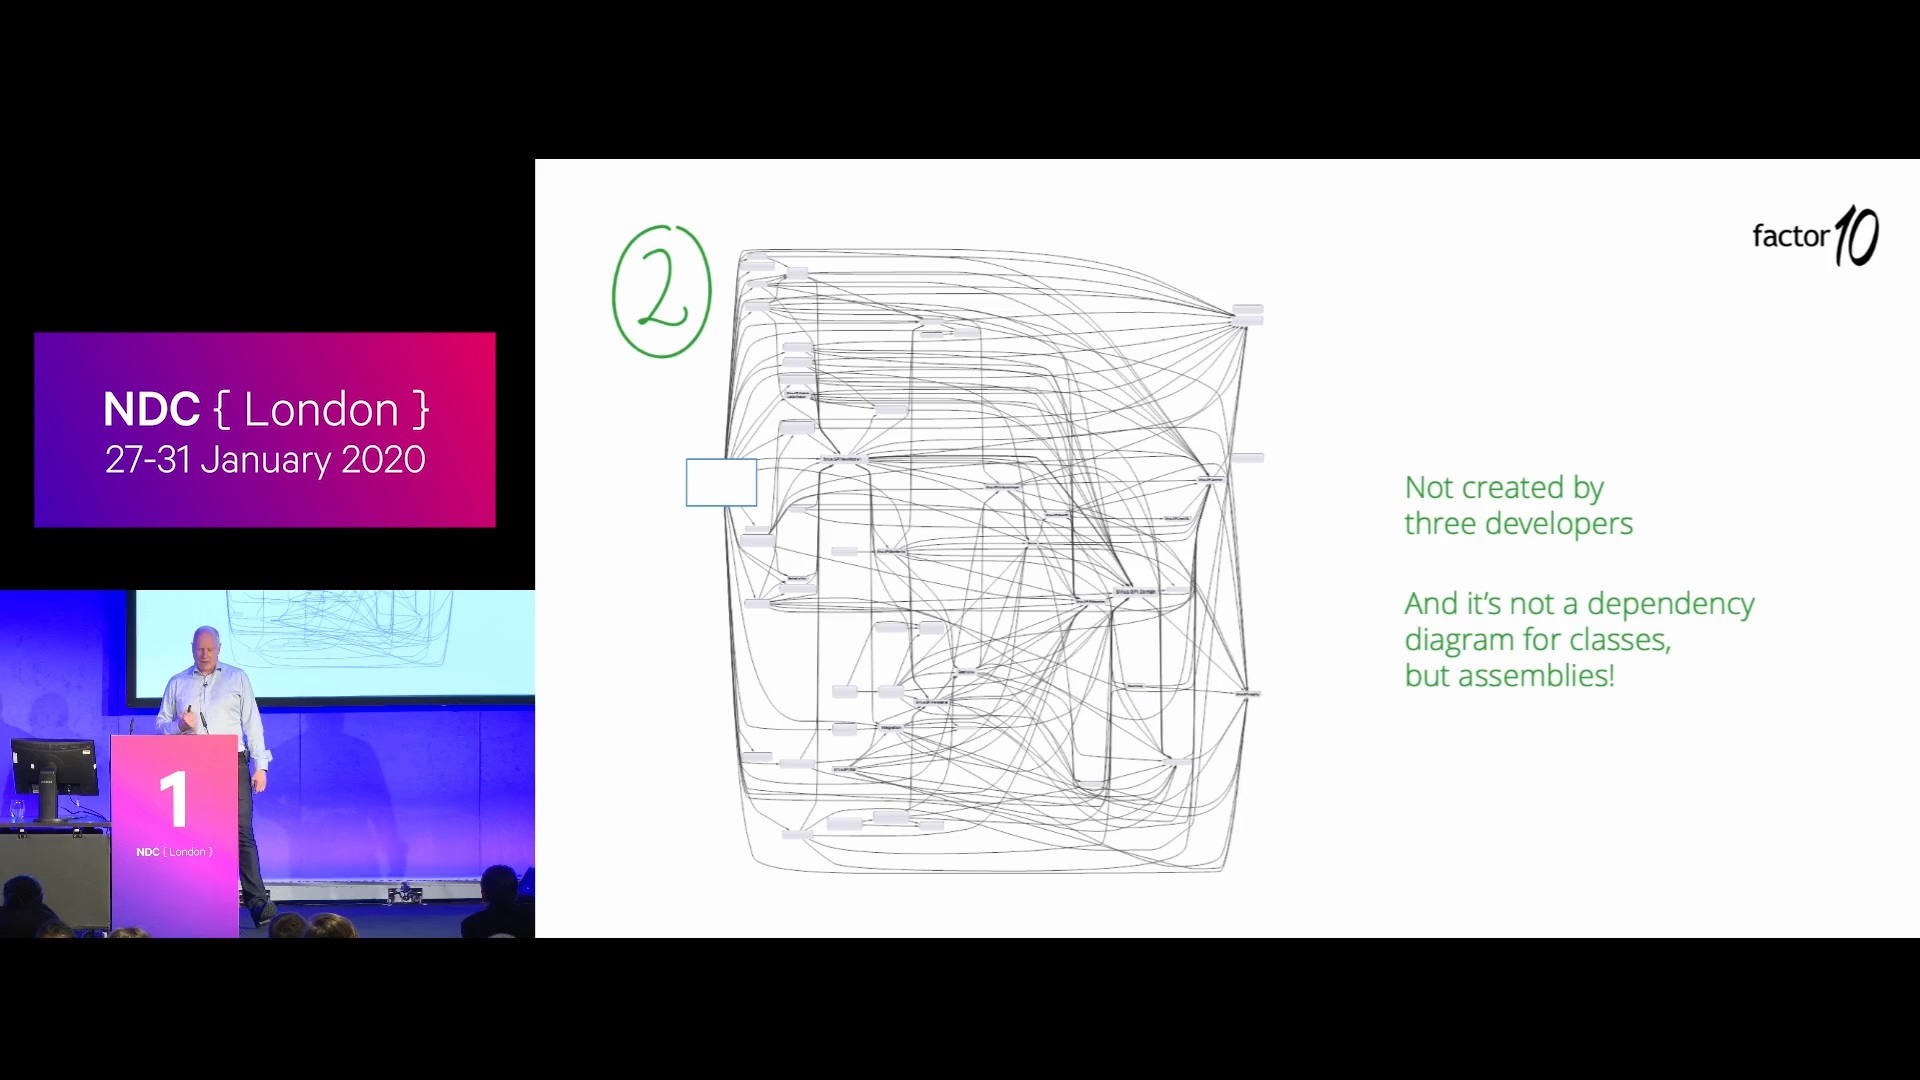 NDC { London }
27-31 January 2020
1
NDC { London }
2
factor10
Not created by
three developers
And it's not a dependency
diagram for classes,
but assemblies!